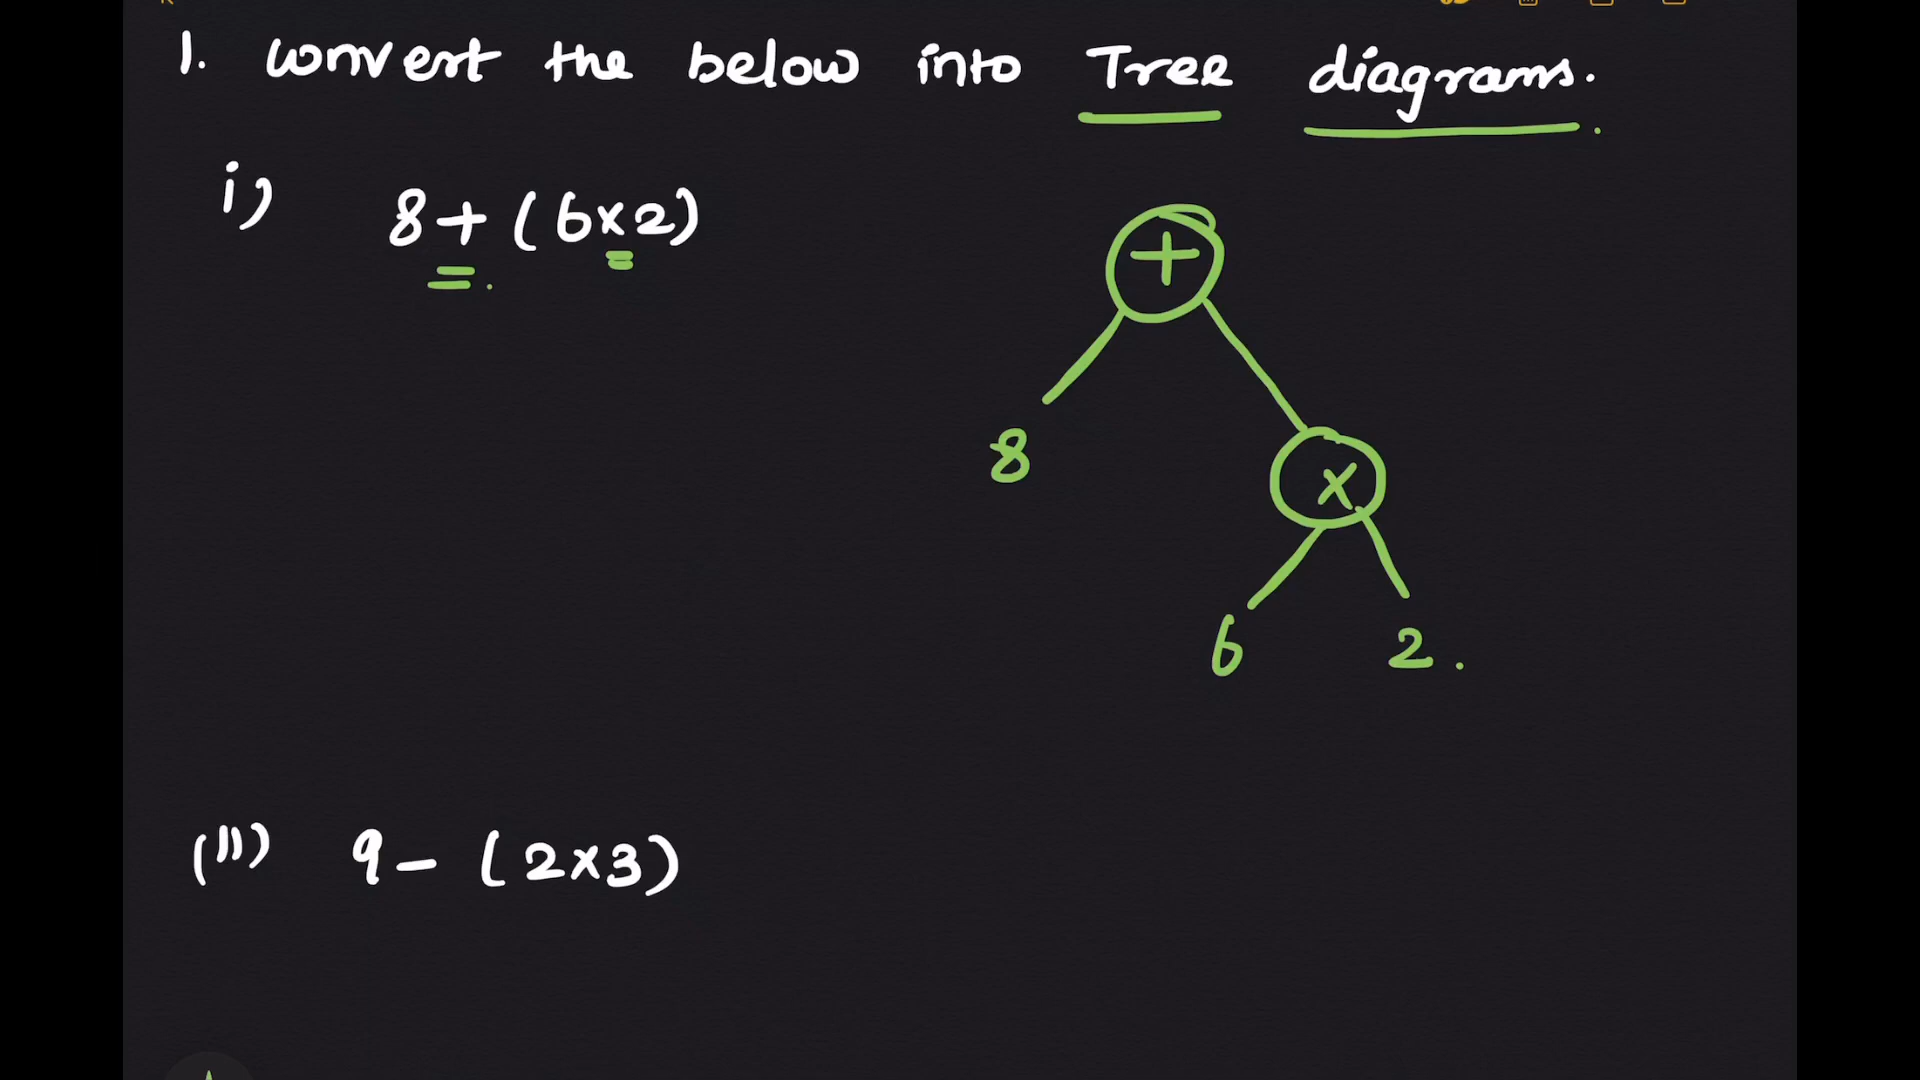 1. Convert the below into Tree diagrams.
i) 8 + (6 x 2)
+
8
x
6 2.
(ii) 9 - (2 x 3)